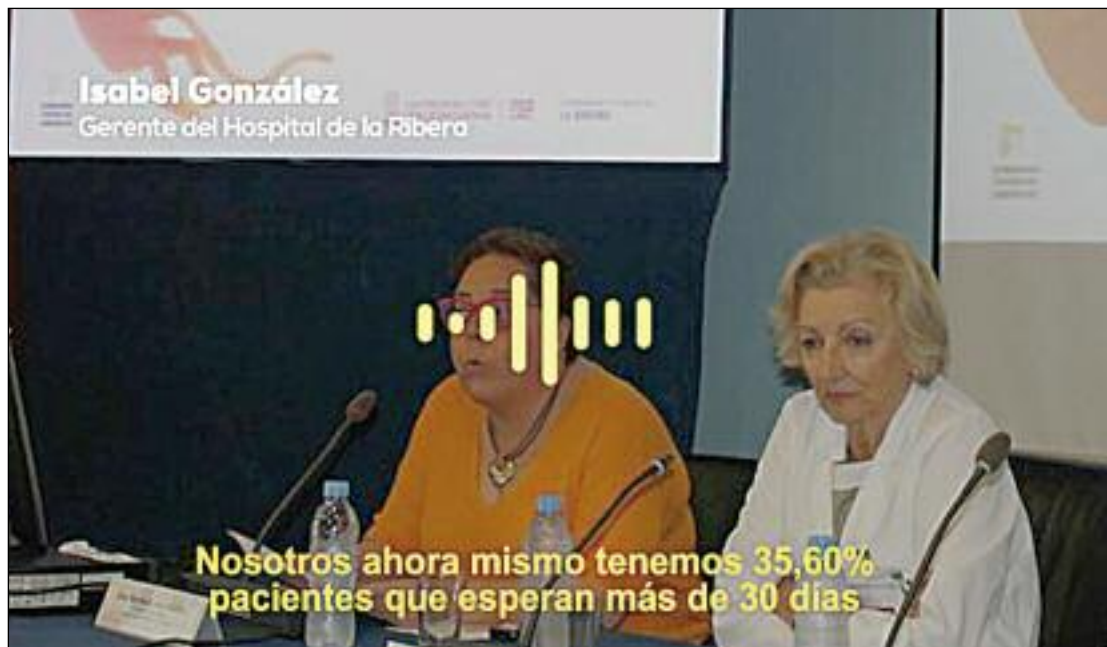 Isabel González
Gerente del Hospital de la Ribera
Nosotros ahora mismo tenemos 35,60%
pacientes que esperan más de 30 días